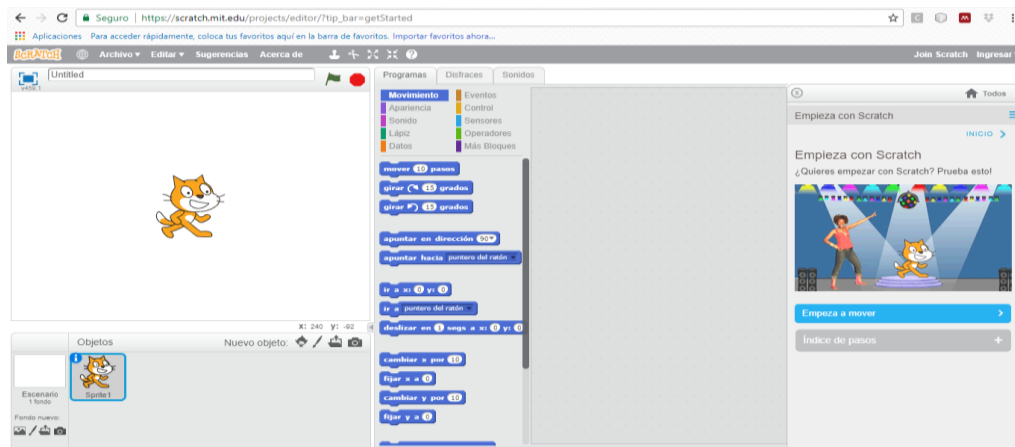 Seguro | https://scratch.mit.edu/projects/editor/?tip_bar=getStarted
Aplicaciones Para acceder rápidamente, coloca tus favoritos aquí en la barra de favoritos. Importar favoritos ahora...
SCRATCH Archivo Editar Sugerencias Acerca de Join Scratch Ingresar
Untitled
v459.1
Programas Disfraces Sonidos
Movimiento Eventos
Apariencia Control
Sonido Sensores
Lápiz Operadores
Datos Más Bloques
mover 10 pasos
girar 15 grados
girar 15 grados
apuntar en dirección 90
apuntar hacia puntero del ratón
ir a x: 0 y: 0
ir a puntero del ratón
deslizar en 1 segs a x: 0 y: 0
cambiar x por 10
fijar x a 0
cambiar y por 10
fijar y a 0
X: 240 y: -92
Objetos Nuevo objeto:
Escenario
1 fondo
Sprite1
Fondo nuevo:
Todos
Empieza con Scratch
INICIO
Empieza con Scratch
¿Quieres empezar con Scratch? Prueba esto!
Empeza a mover
Índice de pasos